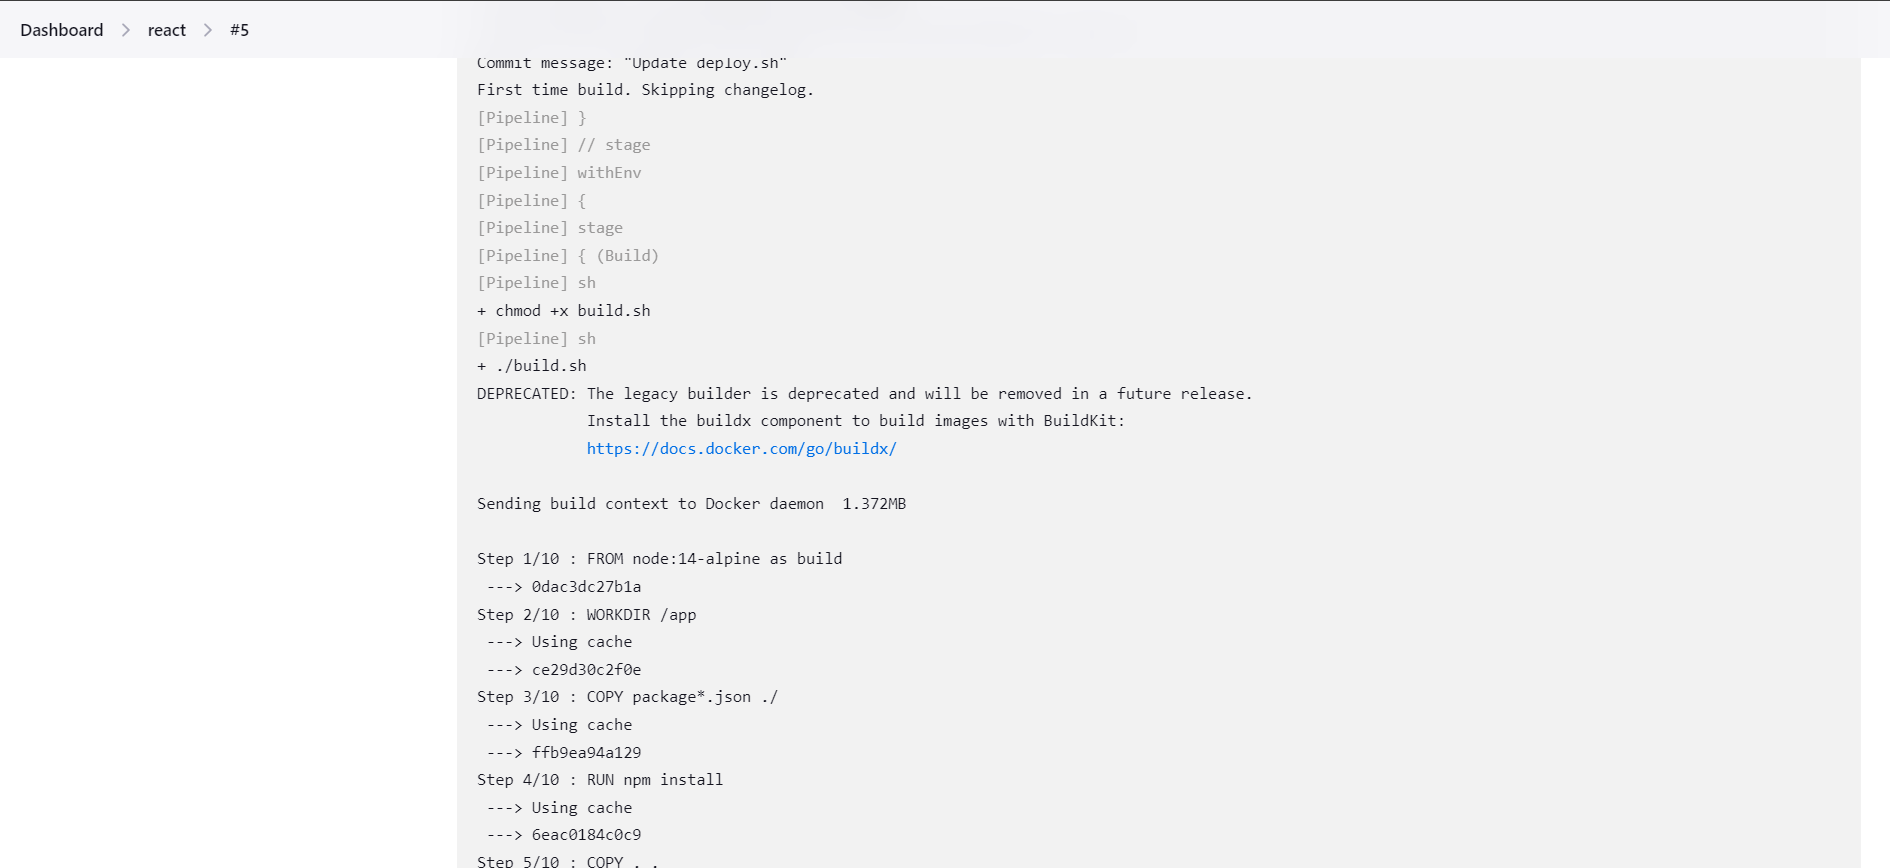 Dashboard > react > #5
Commit message: "Update deploy.sh"
First time build. Skipping changelog.
[Pipeline] }
[Pipeline] // stage
[Pipeline] withEnv
[Pipeline] {
[Pipeline] stage
[Pipeline] { (Build)
[Pipeline] sh
+ chmod +x build.sh
[Pipeline] sh
+ ./build.sh
DEPRECATED: The legacy builder is deprecated and will be removed in a future release.
Install the buildx component to build images with BuildKit:
https://docs.docker.com/go/buildx/
Sending build context to Docker daemon  1.372MB
Step 1/10 : FROM node:14-alpine as build
---> 0dac3dc27b1a
Step 2/10 : WORKDIR /app
---> Using cache
---> ce29d30c2f0e
Step 3/10 : COPY package*.json ./
---> Using cache
---> ffb9ea94a129
Step 4/10 : RUN npm install
---> Using cache
---> 6eac0184c0c9
Step 5/10 : COPY . .